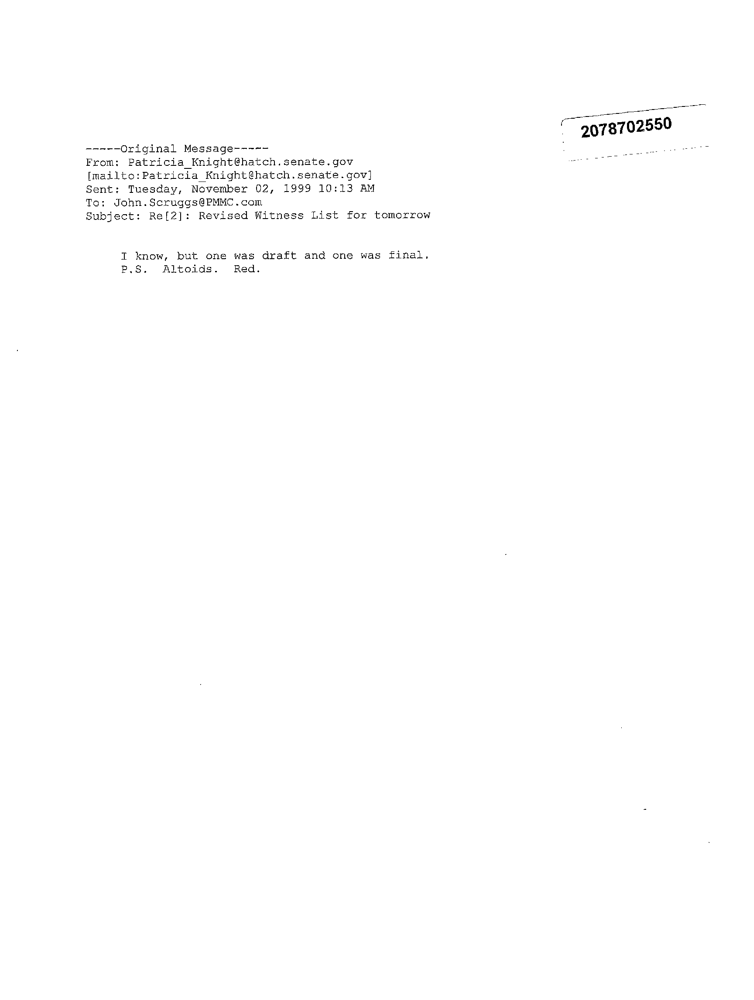 2078702550
-----Original Message-----
From: Patricia_Knight@hatch.senate.gov
[mailto:Patricia_Knight@hatch.senate.gov]
Sent: Tuesday, November 02, 1999 10:13 AM
To: John.Scruggs@PMMC.com
Subject: Re[2]: Revised Witness List for tomorrow
I know, but one was draft and one was final.
P.S. Altoids. Red.